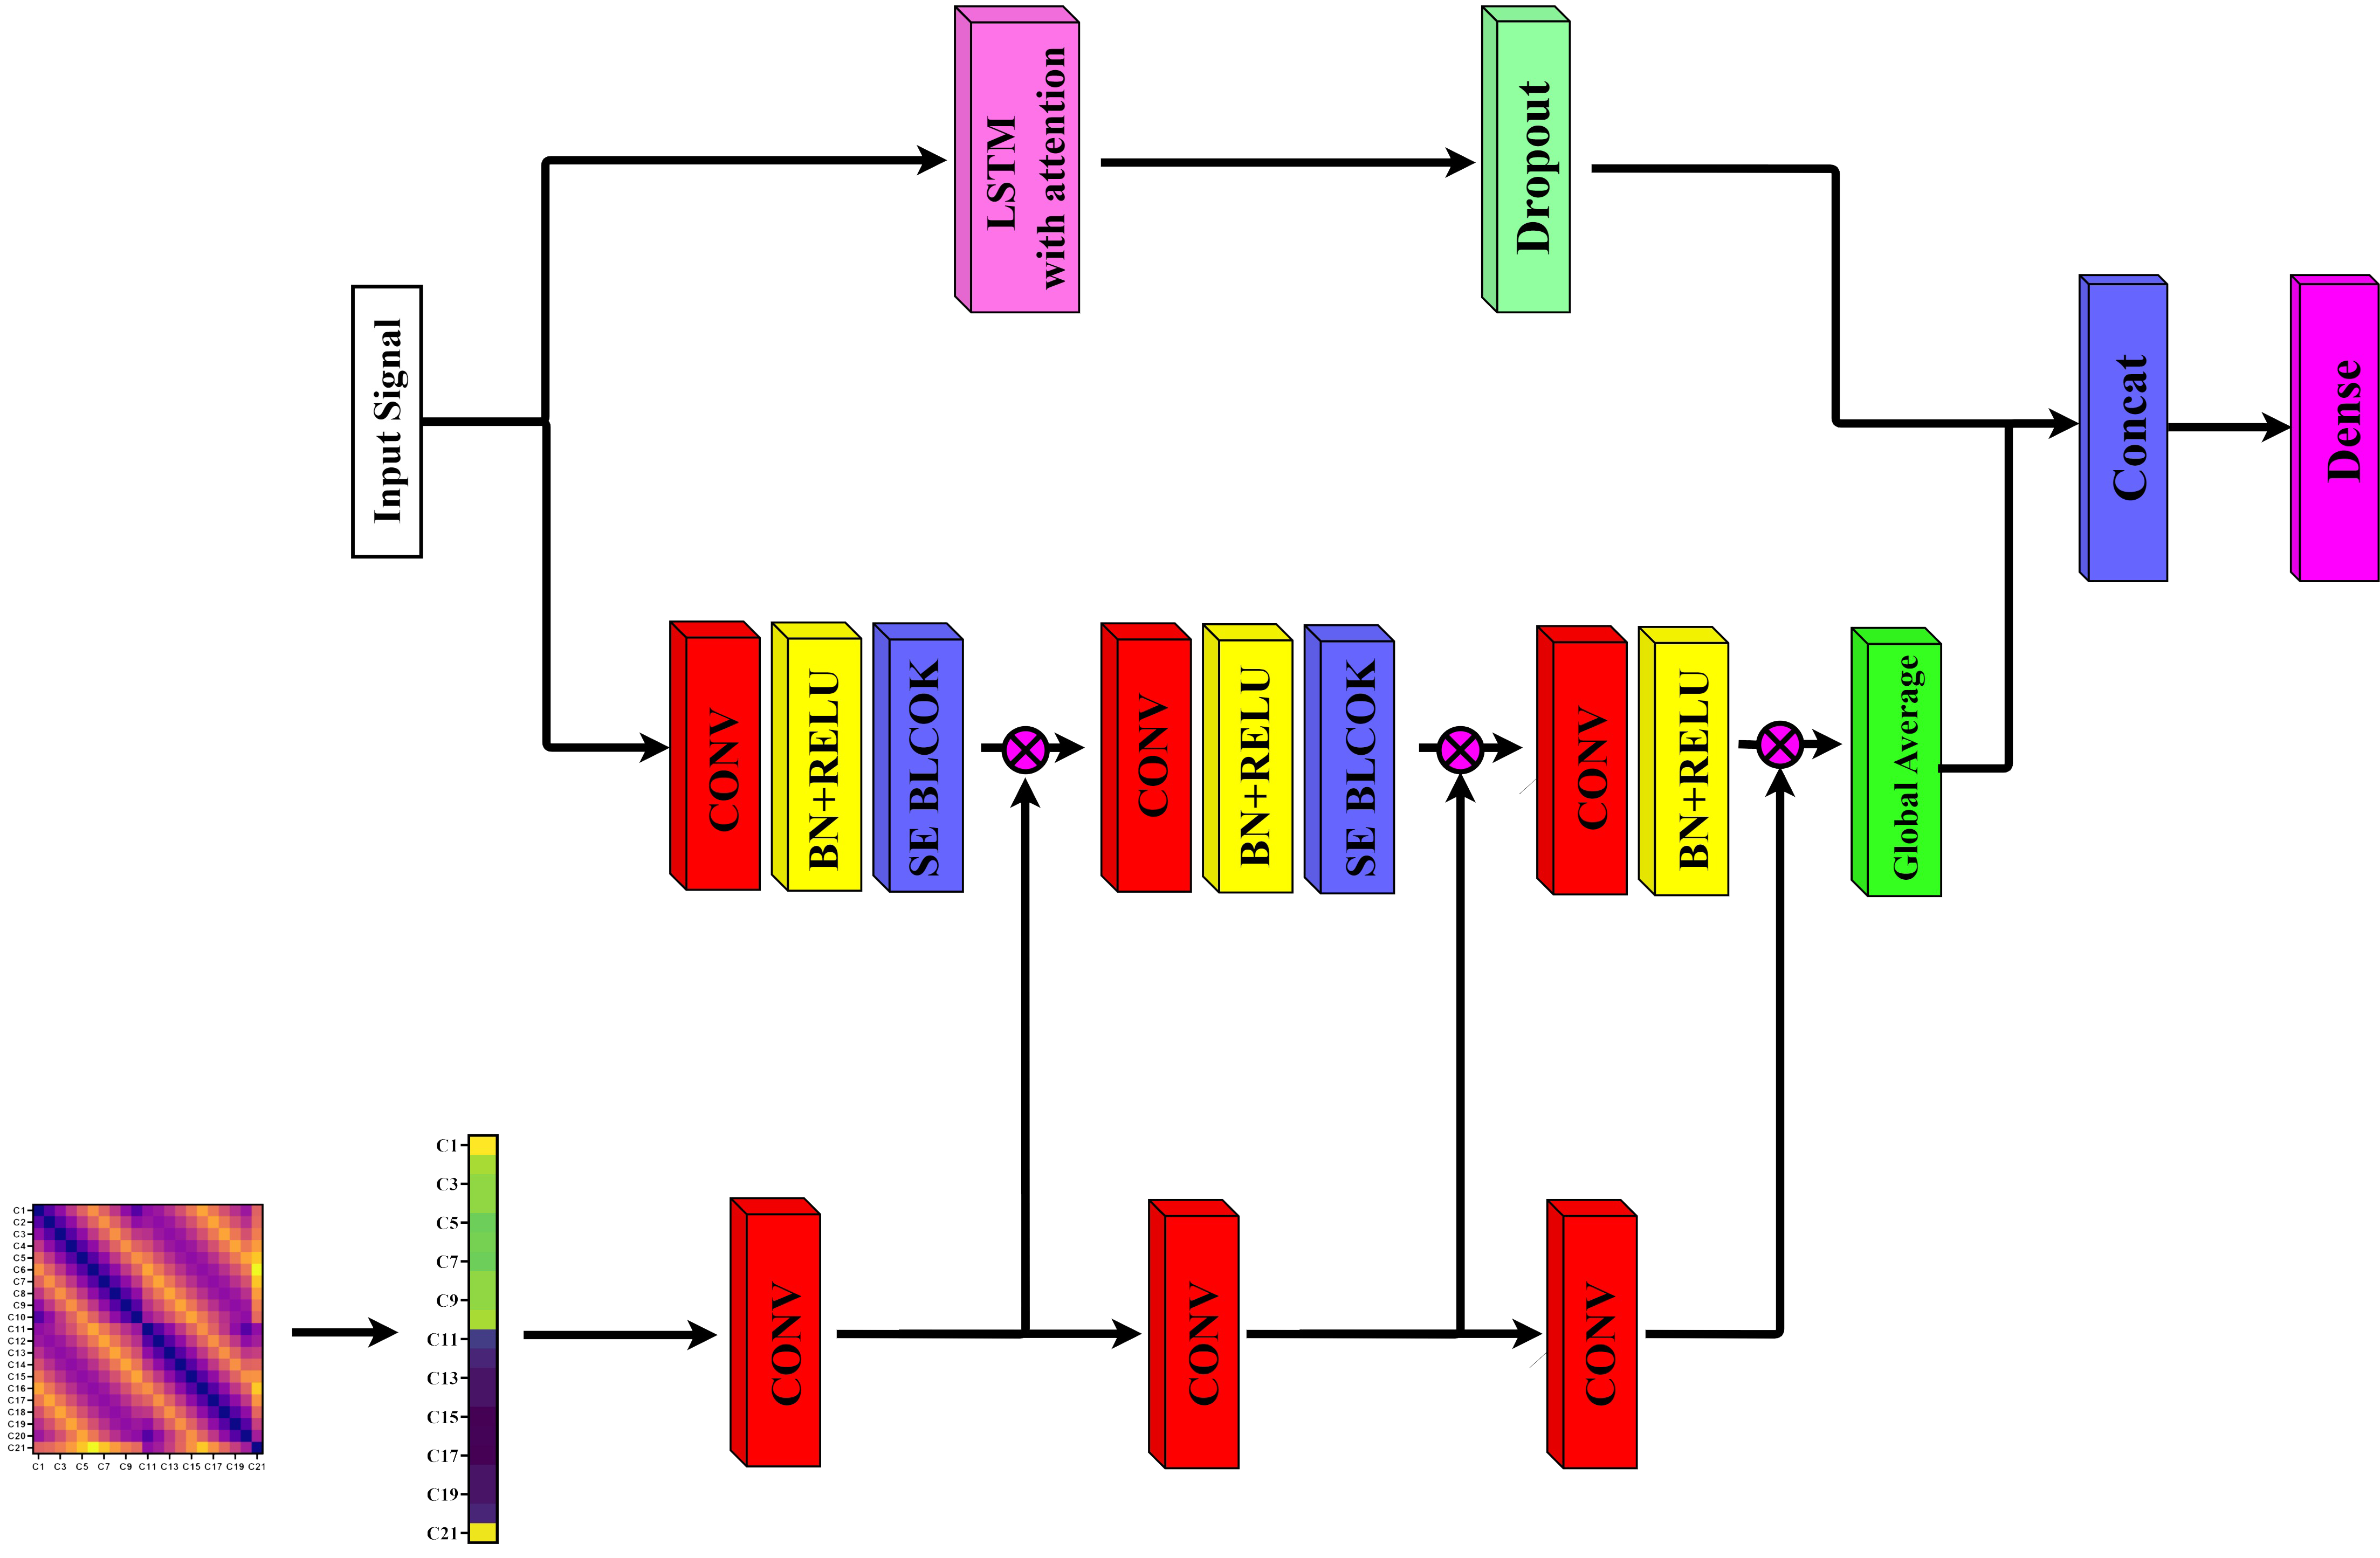 LSTM
with attention
Dropout
Input Signal
Concat
Dense
CONV
BN+RELU
SE BLCOK
CONV
BN+RELU
SE BLCOK
CONV
BN+RELU
Global Average
C1
C3
C5
C7
C9
C11
C13
C15
C17
C19
C21
CONV
CONV
CONV
C1
C2
C3
C4
C5
C6
C7
C8
C9
C10
C11
C12
C13
C14
C15
C16
C17
C18
C19
C20
C21
C1 C3 C5 C7 C9 C11 C13 C15 C17 C19 C21